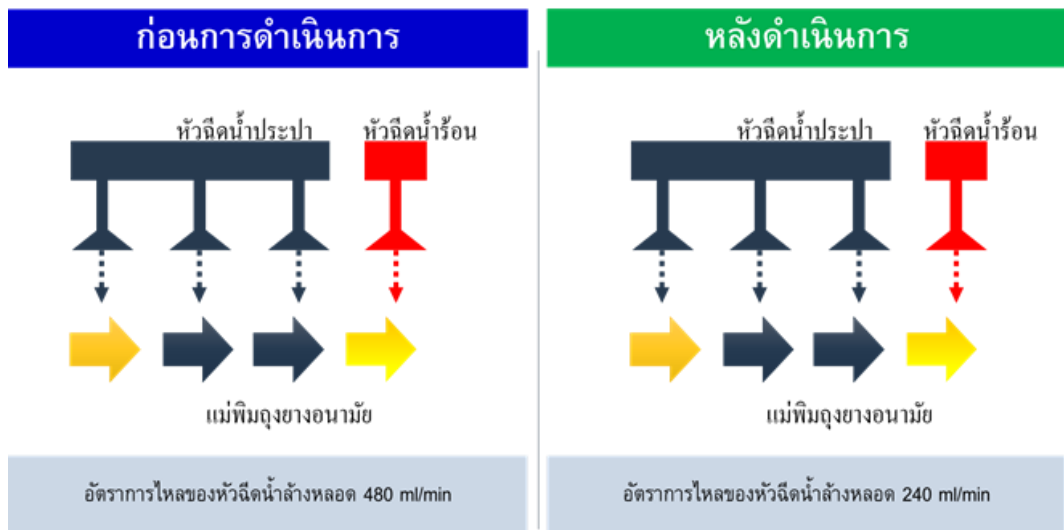 ก่อนการดำเนินการ
หัวฉีดน้ำประปา หัวฉีดน้ำร้อน
แม่พิมถุงยางอนามัย
อัตราการไหลของหัวฉีดน้ำล้างหลอด 480 ml/min
หลังดำเนินการ
หัวฉีดน้ำประปา หัวฉีดน้ำร้อน
แม่พิมถุงยางอนามัย
อัตราการไหลของหัวฉีดน้ำล้างหลอด 240 ml/min